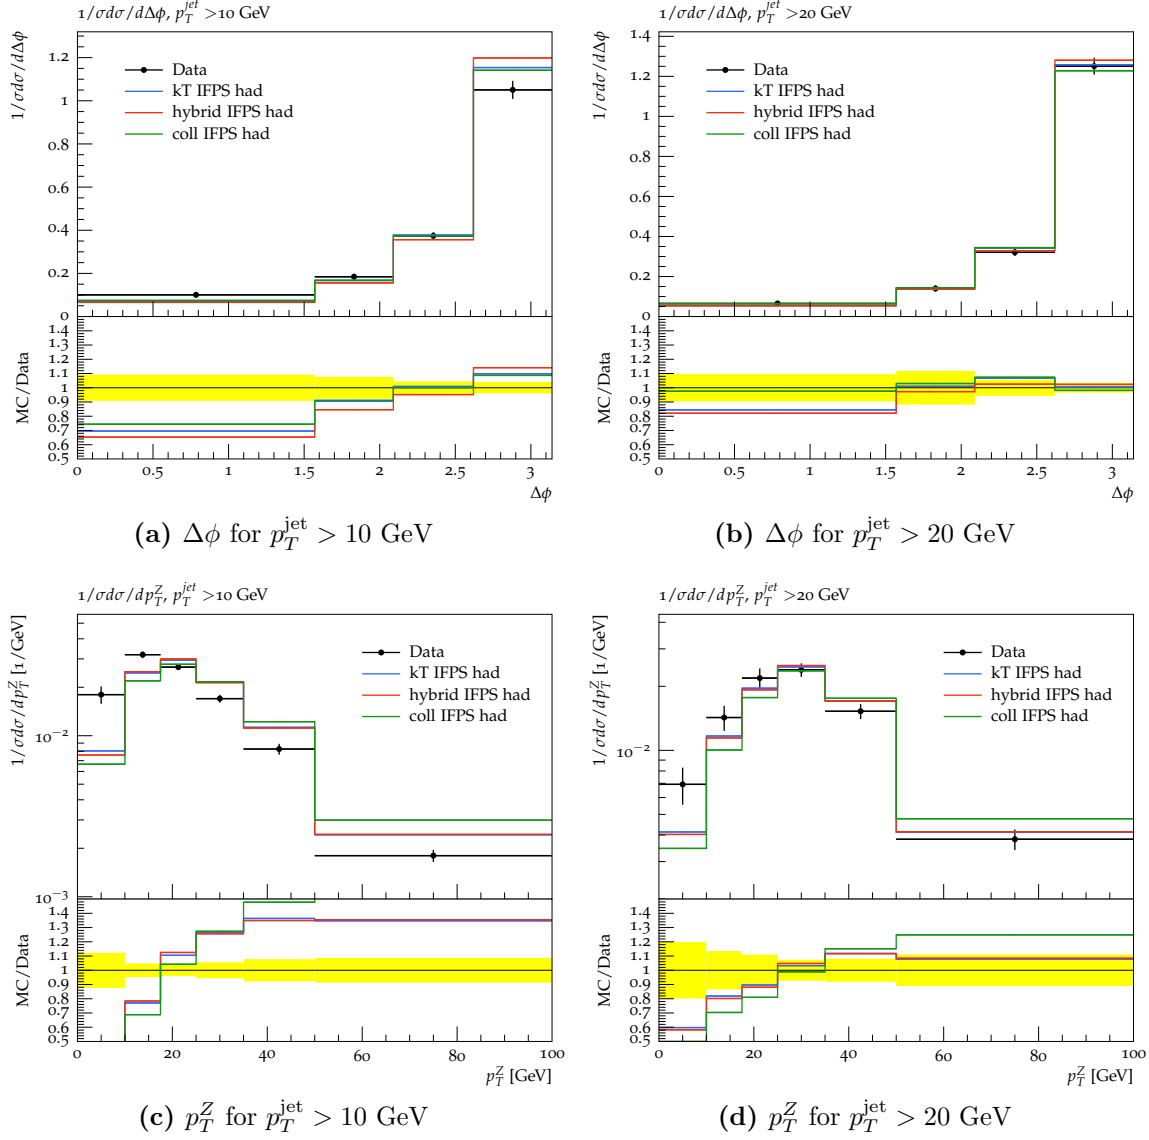 1/σdσ/dΔϕ, p_T^jet >10 GeV
1/σdσ/dΔϕ
1.2
1
0.8
0.6
0.4
0.2
0
Data
kT IFPS had
hybrid IFPS had
coll IFPS had
MC/Data
1.4
1.3
1.2
1.1
1
0.9
0.8
0.7
0.6
0.5
0 0.5 1 1.5 2 2.5 3
Δϕ
(a) Δϕ for p_T^jet > 10 GeV
1/σdσ/dΔϕ, p_T^jet >20 GeV
1/σdσ/dΔϕ
1.4
1.2
1
0.8
0.6
0.4
0.2
0
Data
kT IFPS had
hybrid IFPS had
coll IFPS had
MC/Data
1.4
1.3
1.2
1.1
1
0.9
0.8
0.7
0.6
0.5
0 0.5 1 1.5 2 2.5 3
Δϕ
(b) Δϕ for p_T^jet > 20 GeV
1/σdσ/dp_T^Z, p_T^jet >10 GeV
1/σdσ/dp_T^Z [1/GeV]
10^−2
10^−3
Data
kT IFPS had
hybrid IFPS had
coll IFPS had
MC/Data
1.4
1.3
1.2
1.1
1
0.9
0.8
0.7
0.6
0.5
0 20 40 60 80 100
p_T^Z [GeV]
(c) p_T^Z for p_T^jet > 10 GeV
1/σdσ/dp_T^Z, p_T^jet >20 GeV
1/σdσ/dp_T^Z [1/GeV]
10^−2
Data
kT IFPS had
hybrid IFPS had
coll IFPS had
MC/Data
1.4
1.3
1.2
1.1
1
0.9
0.8
0.7
0.6
0.5
0 20 40 60 80 100
p_T^Z [GeV]
(d) p_T^Z for p_T^jet > 20 GeV